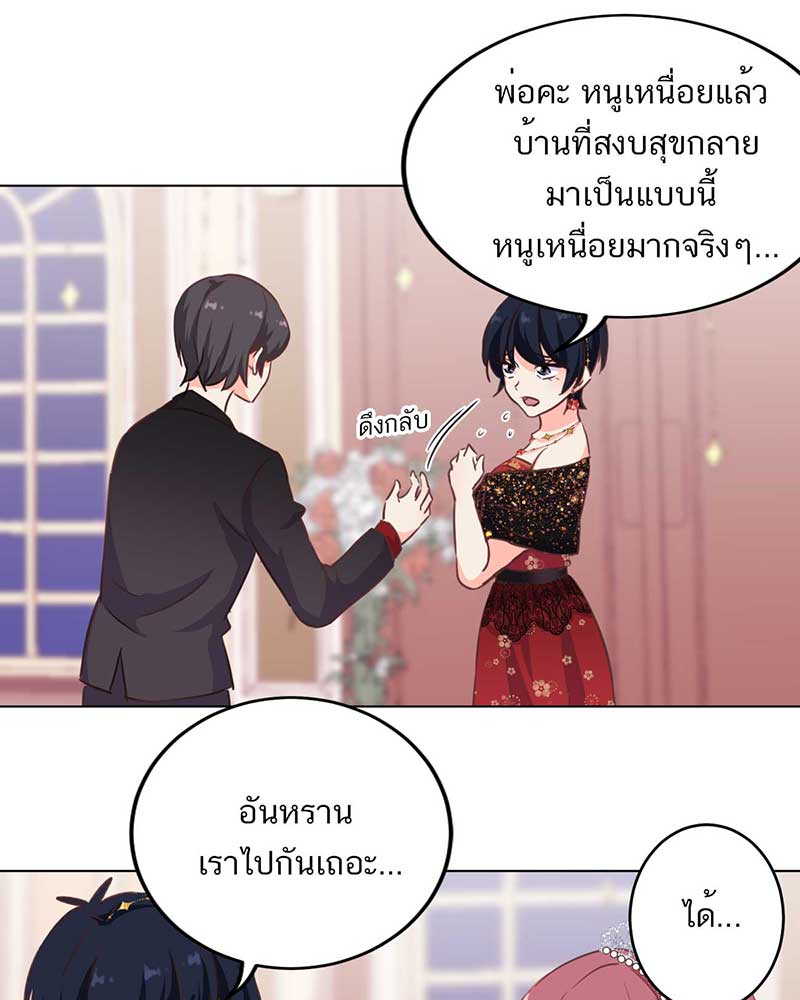 พ่อคะ หนูเหนื่อยแล้ว
บ้านที่สงบสุขกลาย
มาเป็นแบบนี้
หนูเหนื่อยมากจริงๆ...
ดึงกลับ
อันหราน
เราไปกันเถอะ...
ได้...